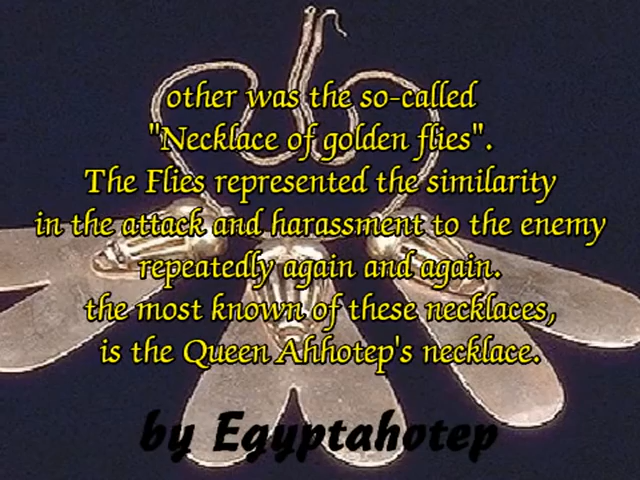 other was the so-called
"Necklace of golden flies".
The Flies represented the similarity
in the attack and harassment to the enemy
repeatedly again and again.
the most known of these necklaces,
is the Queen Ahhotep's necklace.
by Egyptahotep